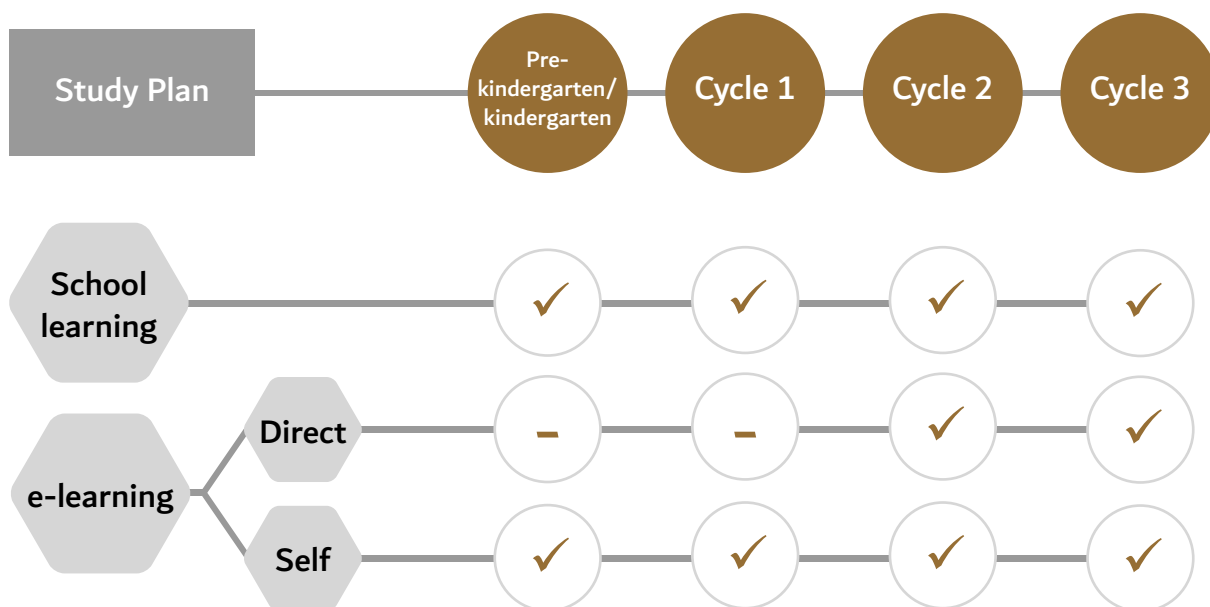 Study Plan
Pre-
kindergarten/
kindergarten
Cycle 1
Cycle 2
Cycle 3
School
learning
✓ ✓ ✓ ✓
e-learning
Direct
- - ✓ ✓
Self
✓ ✓ ✓ ✓